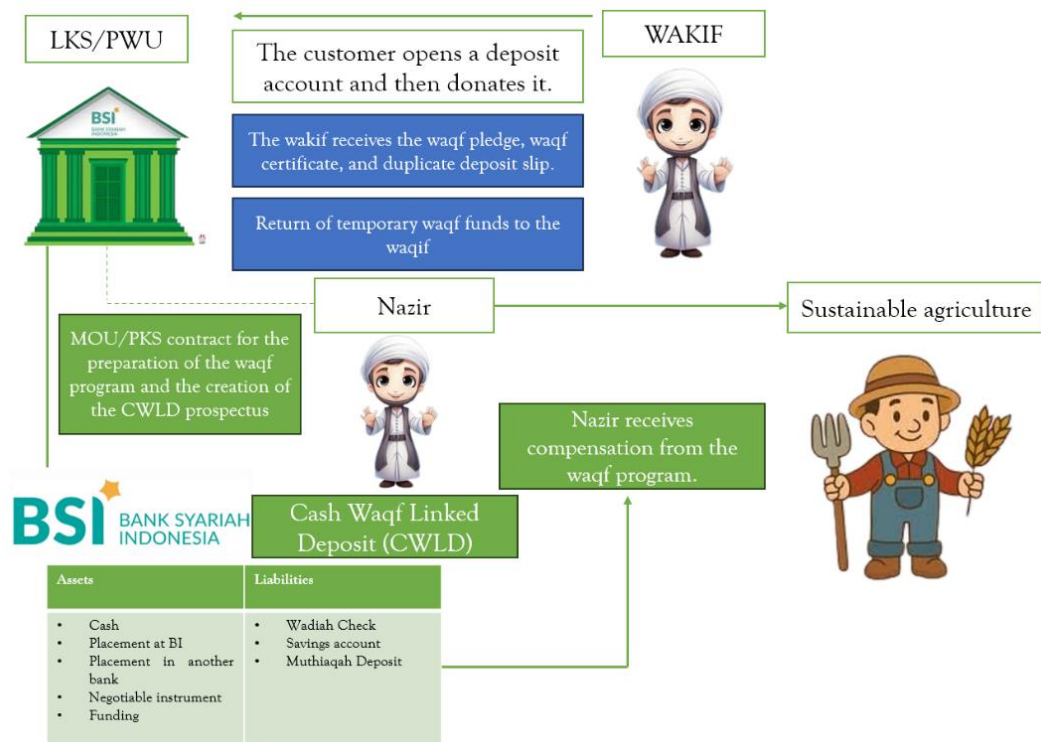 LKS/PWU
WAKIF
The customer opens a deposit
account and then donates it.
BSI
BANK SYARIAH
INDONESIA
The wakif receives the waqf pledge, waqf
certificate, and duplicate deposit slip.
Return of temporary waqf funds to the
waqif
Nazir
Sustainable agriculture
MOU/PKS contract for the
preparation of the waqf
program and the creation of
the CWLD prospectus
Nazir receives
compensation from the
waqf program.
BSI
BANK SYARIAH
INDONESIA
Cash Waqf Linked
Deposit (CWLD)
Assets
Liabilities
• Cash
• Placement at BI
• Placement in another
bank
• Negotiable instrument
• Funding
• Wadiah Check
• Savings account
• Muthiaqah Deposit